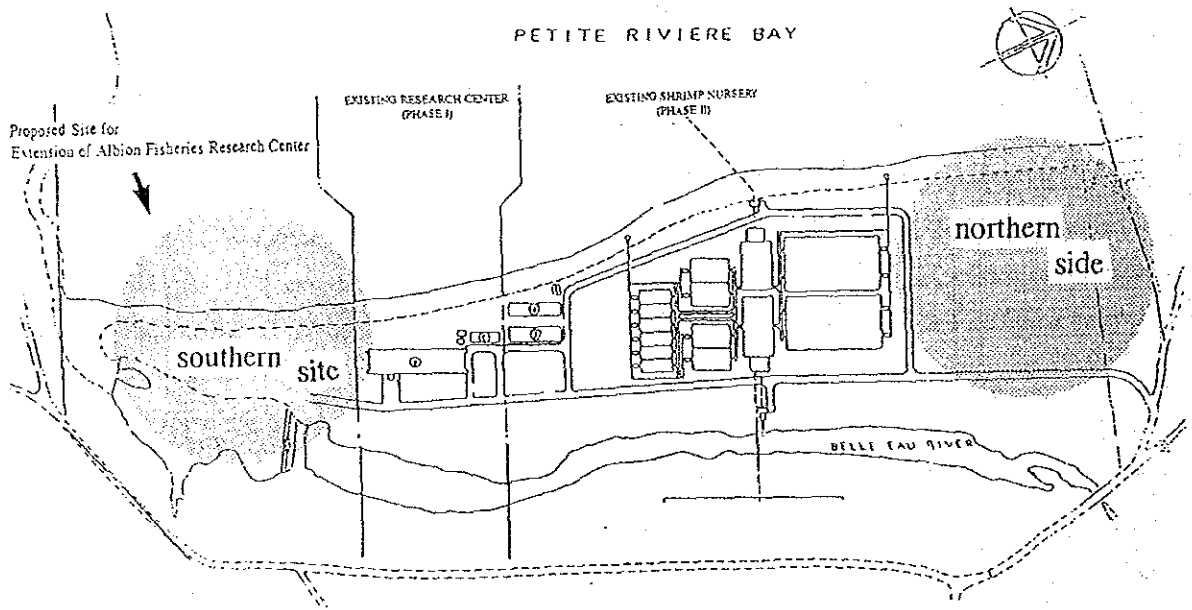 PETITE RIVIERE BAY
EXISTING RESEARCH CENTER
(PHASE I)
EXISTING SHRIMP NURSERY
(PHASE II)
Proposed Site for
Extension of Albion Fisheries Research Center
northern
side
southern
site
BELLE EAU RIVER